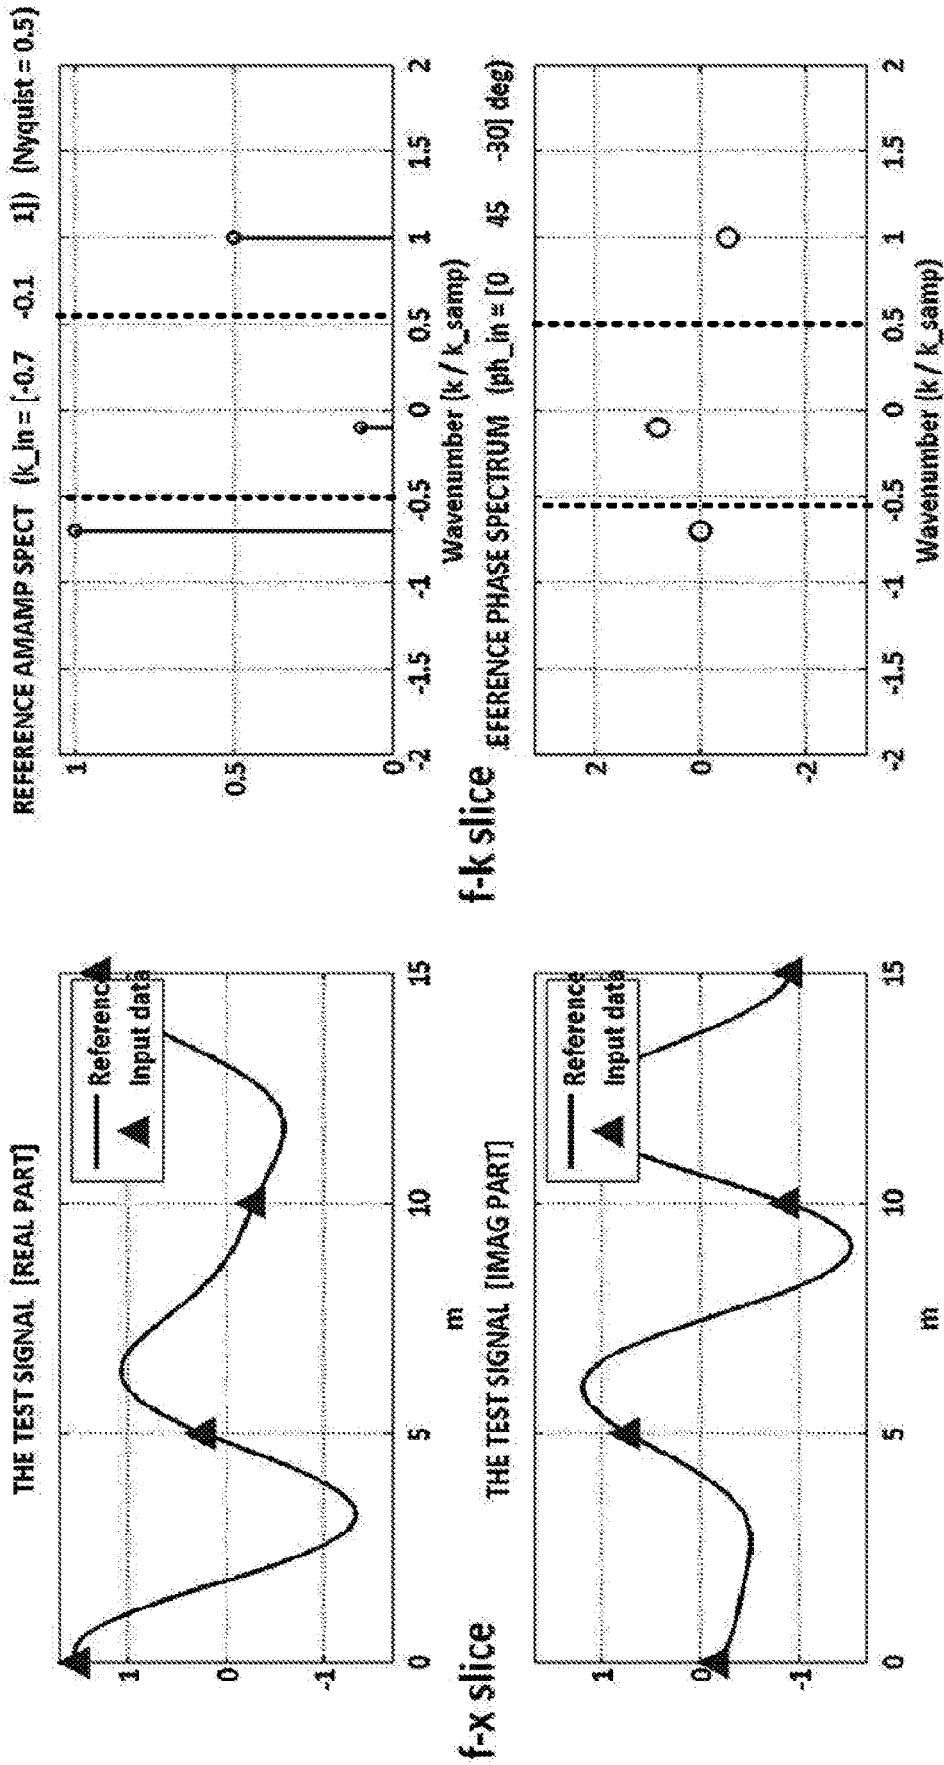 THE TEST SIGNAL [REAL PART]
1
0
-1
Reference
Input data
0
5
10
15
m
f-x slice
THE TEST SIGNAL [IMAG PART]
1
0
-1
Reference
Input data
0
5
10
15
m
REFERENCE AMAMP SPECT (k_in = [-0.7 -0.1 1]) (Nyquist = 0.5)
1
0.5
0
-2
-1.5
-1
-0.5
0
0.5
1
1.5
2
Wavenumber (k / k_samp)
f-k slice
EFERENCE PHASE SPECTRUM (ph_in = [0 45 -30] deg)
2
0
-2
-2
-1.5
-1
-0.5
0
0.5
1
1.5
2
Wavenumber (k / k_samp)